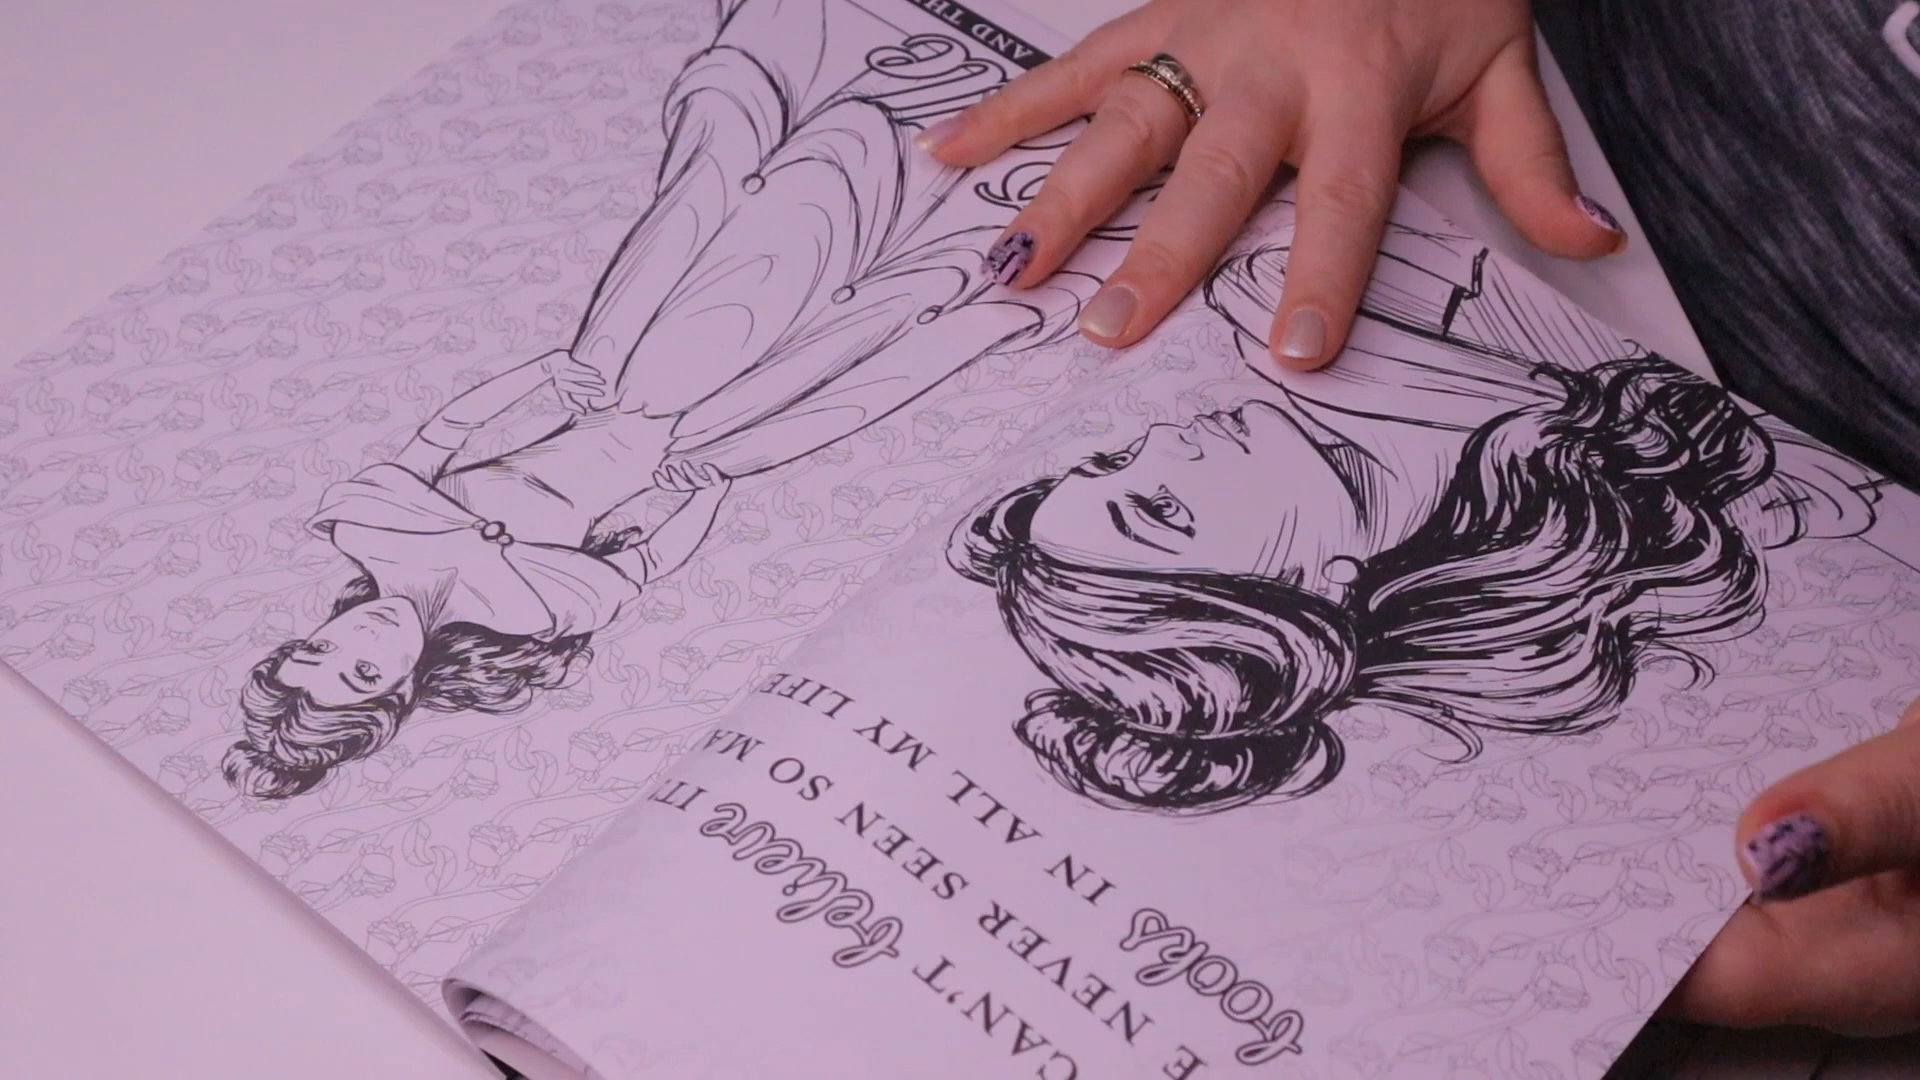 AND TH
CAN'T believe IT
E NEVER SEEN SO MA
books IN ALL MY LIFE